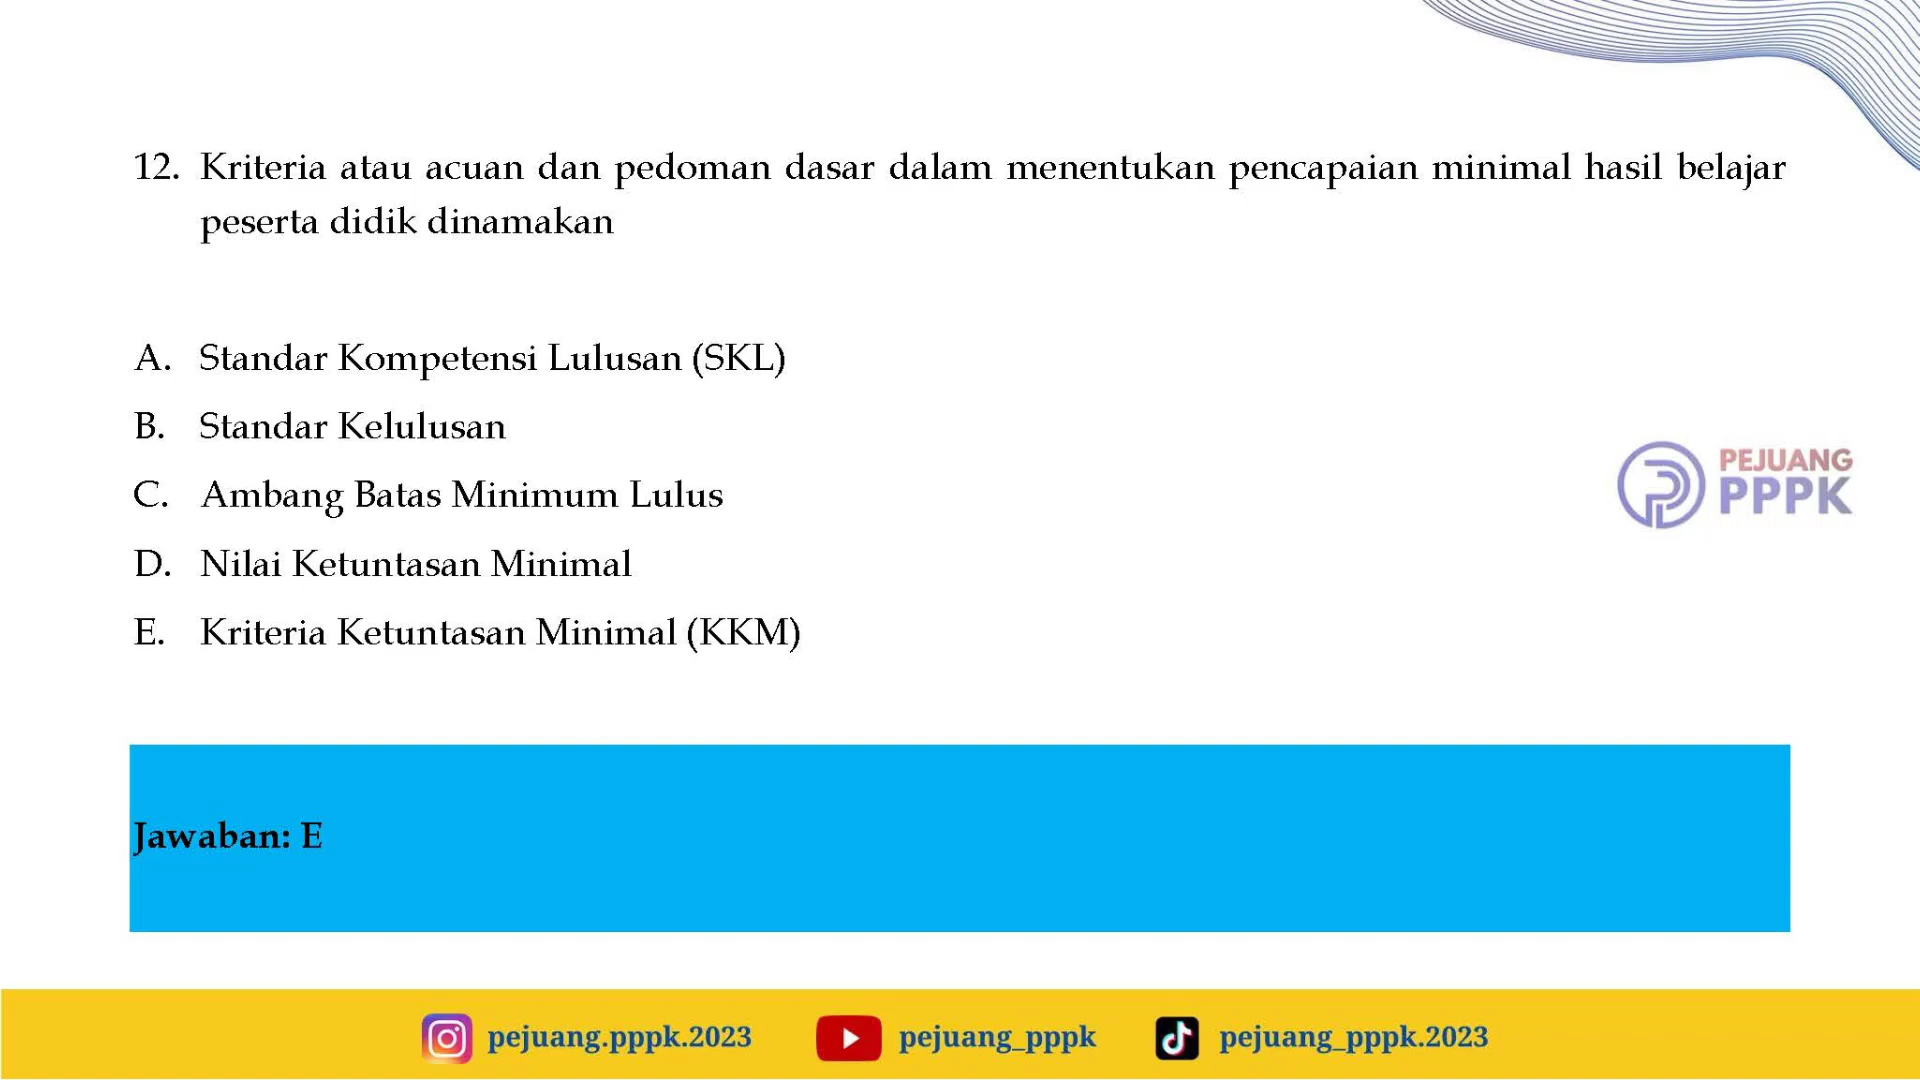 12. Kriteria atau acuan dan pedoman dasar dalam menentukan pencapaian minimal hasil belajar
peserta didik dinamakan
A. Standar Kompetensi Lulusan (SKL)
B. Standar Kelulusan
C. Ambang Batas Minimum Lulus
D. Nilai Ketuntasan Minimal
E. Kriteria Ketuntasan Minimal (KKM)
PEJUANG
PPPK
Jawaban: E
pejuang.pppk.2023 pejuang_pppk pejuang_pppk.2023